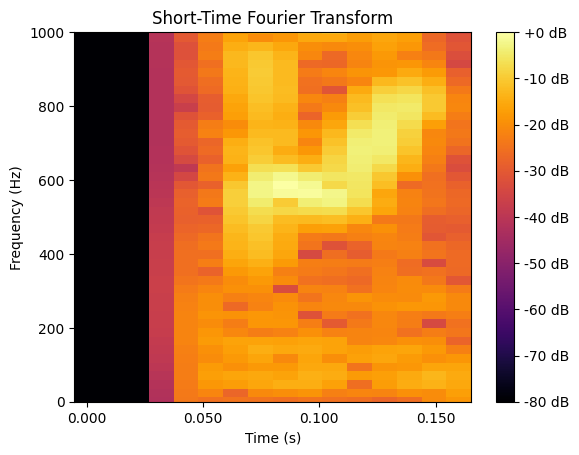 Short-Time Fourier Transform
1000
800
600
400
200
0
Frequency (Hz)
0.000
0.050
0.100
0.150
Time (s)
+0 dB
-10 dB
-20 dB
-30 dB
-40 dB
-50 dB
-60 dB
-70 dB
-80 dB